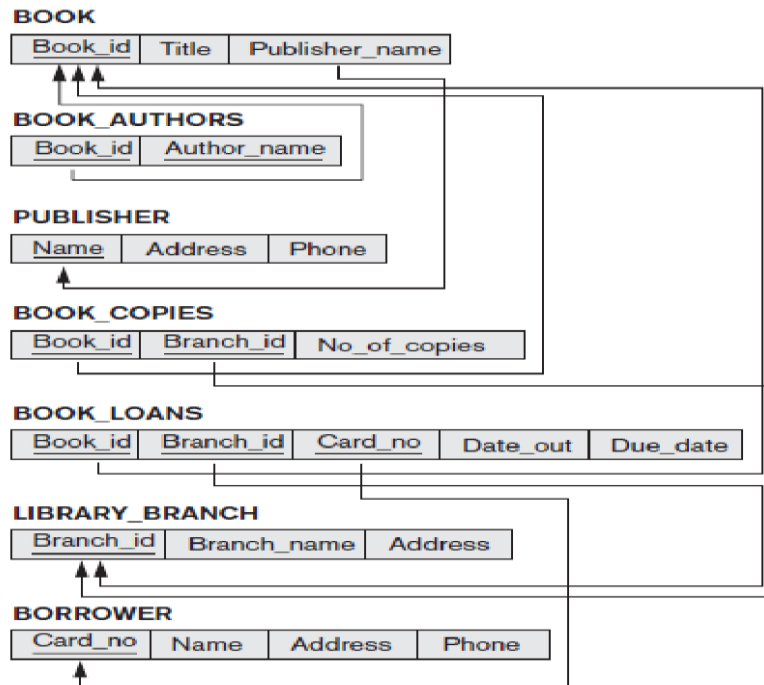 BOOK
Book_id Title Publisher_name
BOOK_AUTHORS
Book_id Author_name
PUBLISHER
Name Address Phone
BOOK_COPIES
Book_id Branch_id No_of_copies
BOOK_LOANS
Book_id Branch_id Card_no Date_out Due_date
LIBRARY_BRANCH
Branch_id Branch_name Address
BORROWER
Card_no Name Address Phone